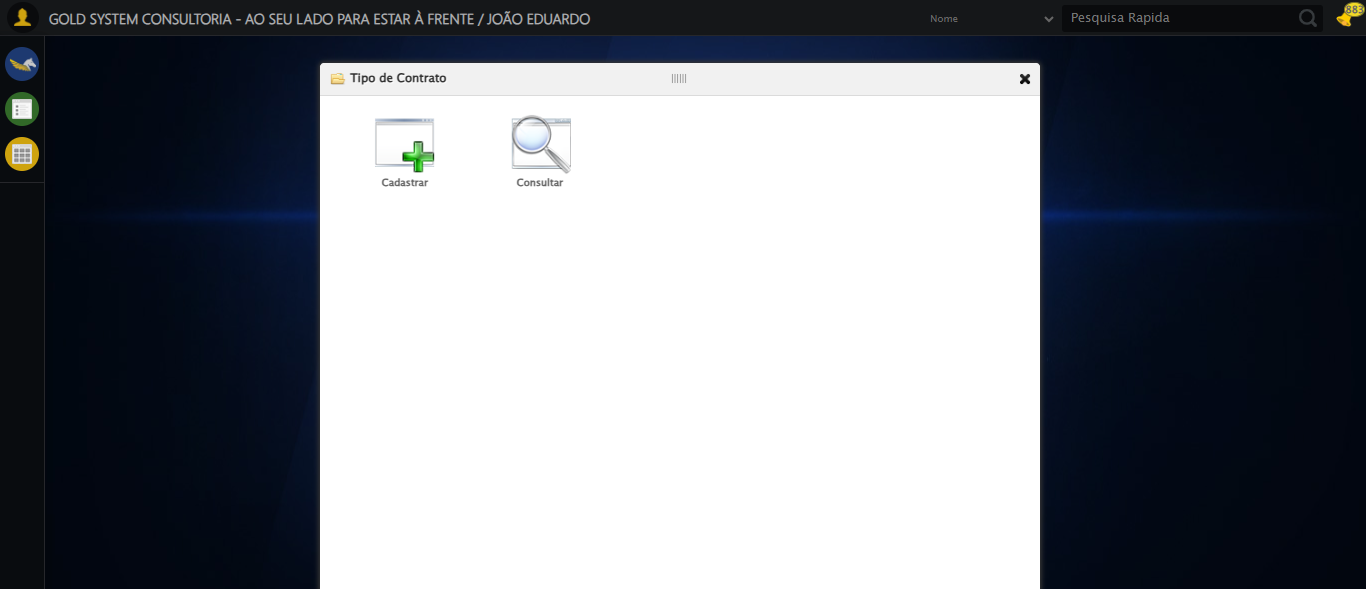 GOLD SYSTEM CONSULTORIA - AO SEU LADO PARA ESTAR À FRENTE / JOÃO EDUARDO
Nome
Pesquisa Rapida
883
Tipo de Contrato
Cadastrar
Consultar